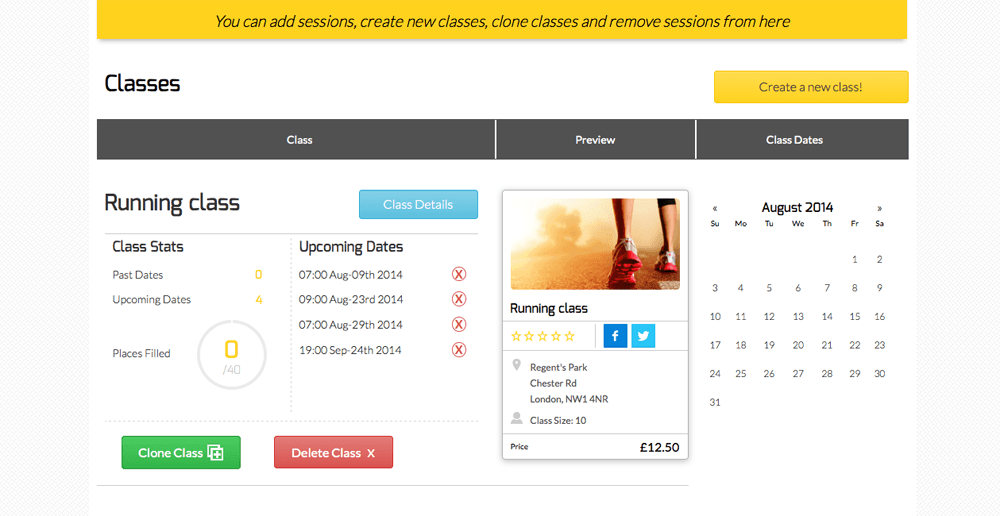 You can add sessions, create new classes, clone classes and remove sessions from here
Classes
Create a new class!
Class Preview Class Dates
Running class
Class Details
Class Stats
Past Dates 0
Upcoming Dates 4
Places Filled 0 /40
Upcoming Dates
07:00 Aug-09th 2014 X
09:00 Aug-23rd 2014 X
07:00 Aug-29th 2014 X
19:00 Sep-24th 2014 X
Clone Class
Delete Class X
Running class
f
Regent's Park
Chester Rd
London, NW1 4NR
Class Size: 10
Price £12.50
« August 2014 »
Su Mo Tu We Th Fr Sa
1 2
3 4 5 6 7 8 9
10 11 12 13 14 15 16
17 18 19 20 21 22 23
24 25 26 27 28 29 30
31